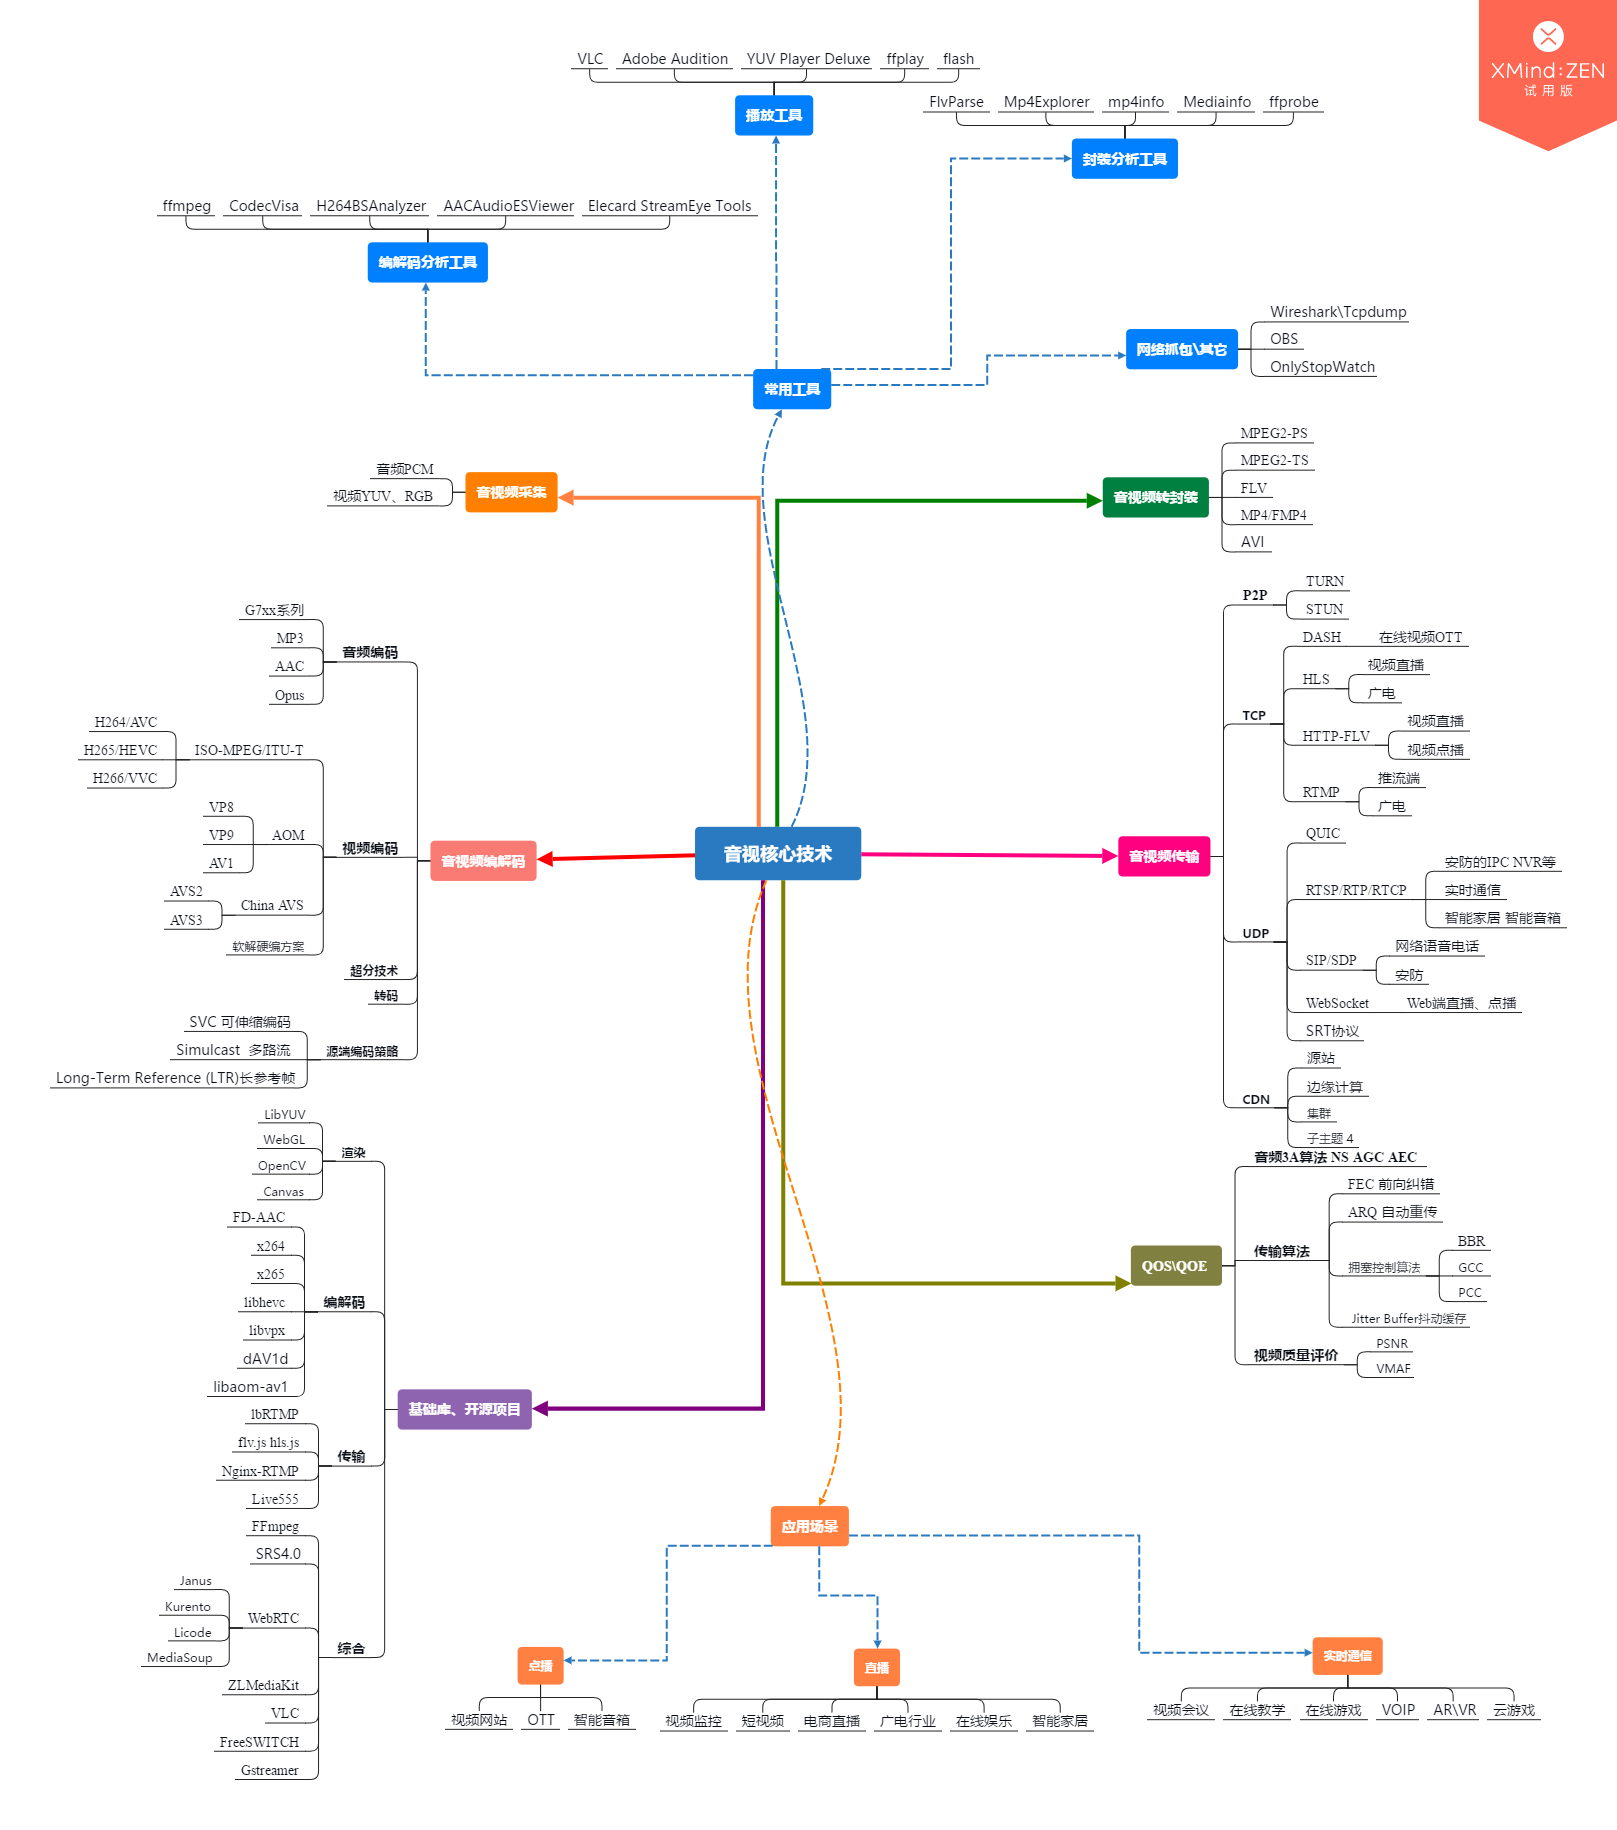 XMind:ZEN
试用版
VLC
Adobe Audition
YUV Player Deluxe
ffplay
flash
播放工具
FlvParse
Mp4Explorer
mp4info
Mediainfo
ffprobe
封装分析工具
ffmpeg
CodecVisa
H264BSAnalyzer
AACAudioESViewer
Elecard StreamEye Tools
编解码分析工具
网络抓包\其它
Wireshark\Tcpdump
OBS
OnlyStopWatch
常用工具
音频PCM
视频YUV、RGB
音视频采集
音视频转封装
MPEG2-PS
MPEG2-TS
FLV
MP4/FMP4
AVI
G7xx系列
MP3
AAC
Opus
音频编码
H264/AVC
H265/HEVC
H266/VVC
ISO-MPEG/ITU-T
VP8
VP9
AV1
AOM
视频编码
AVS2
AVS3
China AVS
软解硬编方案
超分技术
转码
SVC 可伸缩编码
Simulcast 多路流
Long-Term Reference (LTR)长参考帧
源端编码策略
音视频编解码
音视核心技术
音视频传输
P2P
TURN
STUN
TCP
DASH
在线视频OTT
HLS
视频直播
广电
HTTP-FLV
视频直播
视频点播
RTMP
推流端
广电
UDP
QUIC
RTSP/RTP/RTCP
安防的IPC NVR等
实时通信
智能家居 智能音箱
SIP/SDP
网络语音电话
安防
WebSocket
Web端直播、点播
SRT协议
CDN
源站
边缘计算
集群
子主题 4
QOS\QOE
音频3A算法 NS AGC AEC
传输算法
FEC 前向纠错
ARQ 自动重传
拥塞控制算法
BBR
GCC
PCC
Jitter Buffer抖动缓存
视频质量评价
PSNR
VMAF
LibYUV
WebGL
OpenCV
Canvas
渲染
FD-AAC
x264
x265
libhevc
libvpx
dAV1d
libaom-av1
编解码
基础库、开源项目
lbRTMP
flv.js hls.js
Nginx-RTMP
Live555
传输
FFmpeg
SRS4.0
Janus
Kurento
Licode
MediaSoup
WebRTC
ZLMediaKit
VLC
FreeSWITCH
Gstreamer
综合
应用场景
点播
视频网站
OTT
智能音箱
直播
视频监控
短视频
电商直播
广电行业
在线娱乐
智能家居
实时通信
视频会议
在线教学
在线游戏
VOIP
AR\VR
云游戏